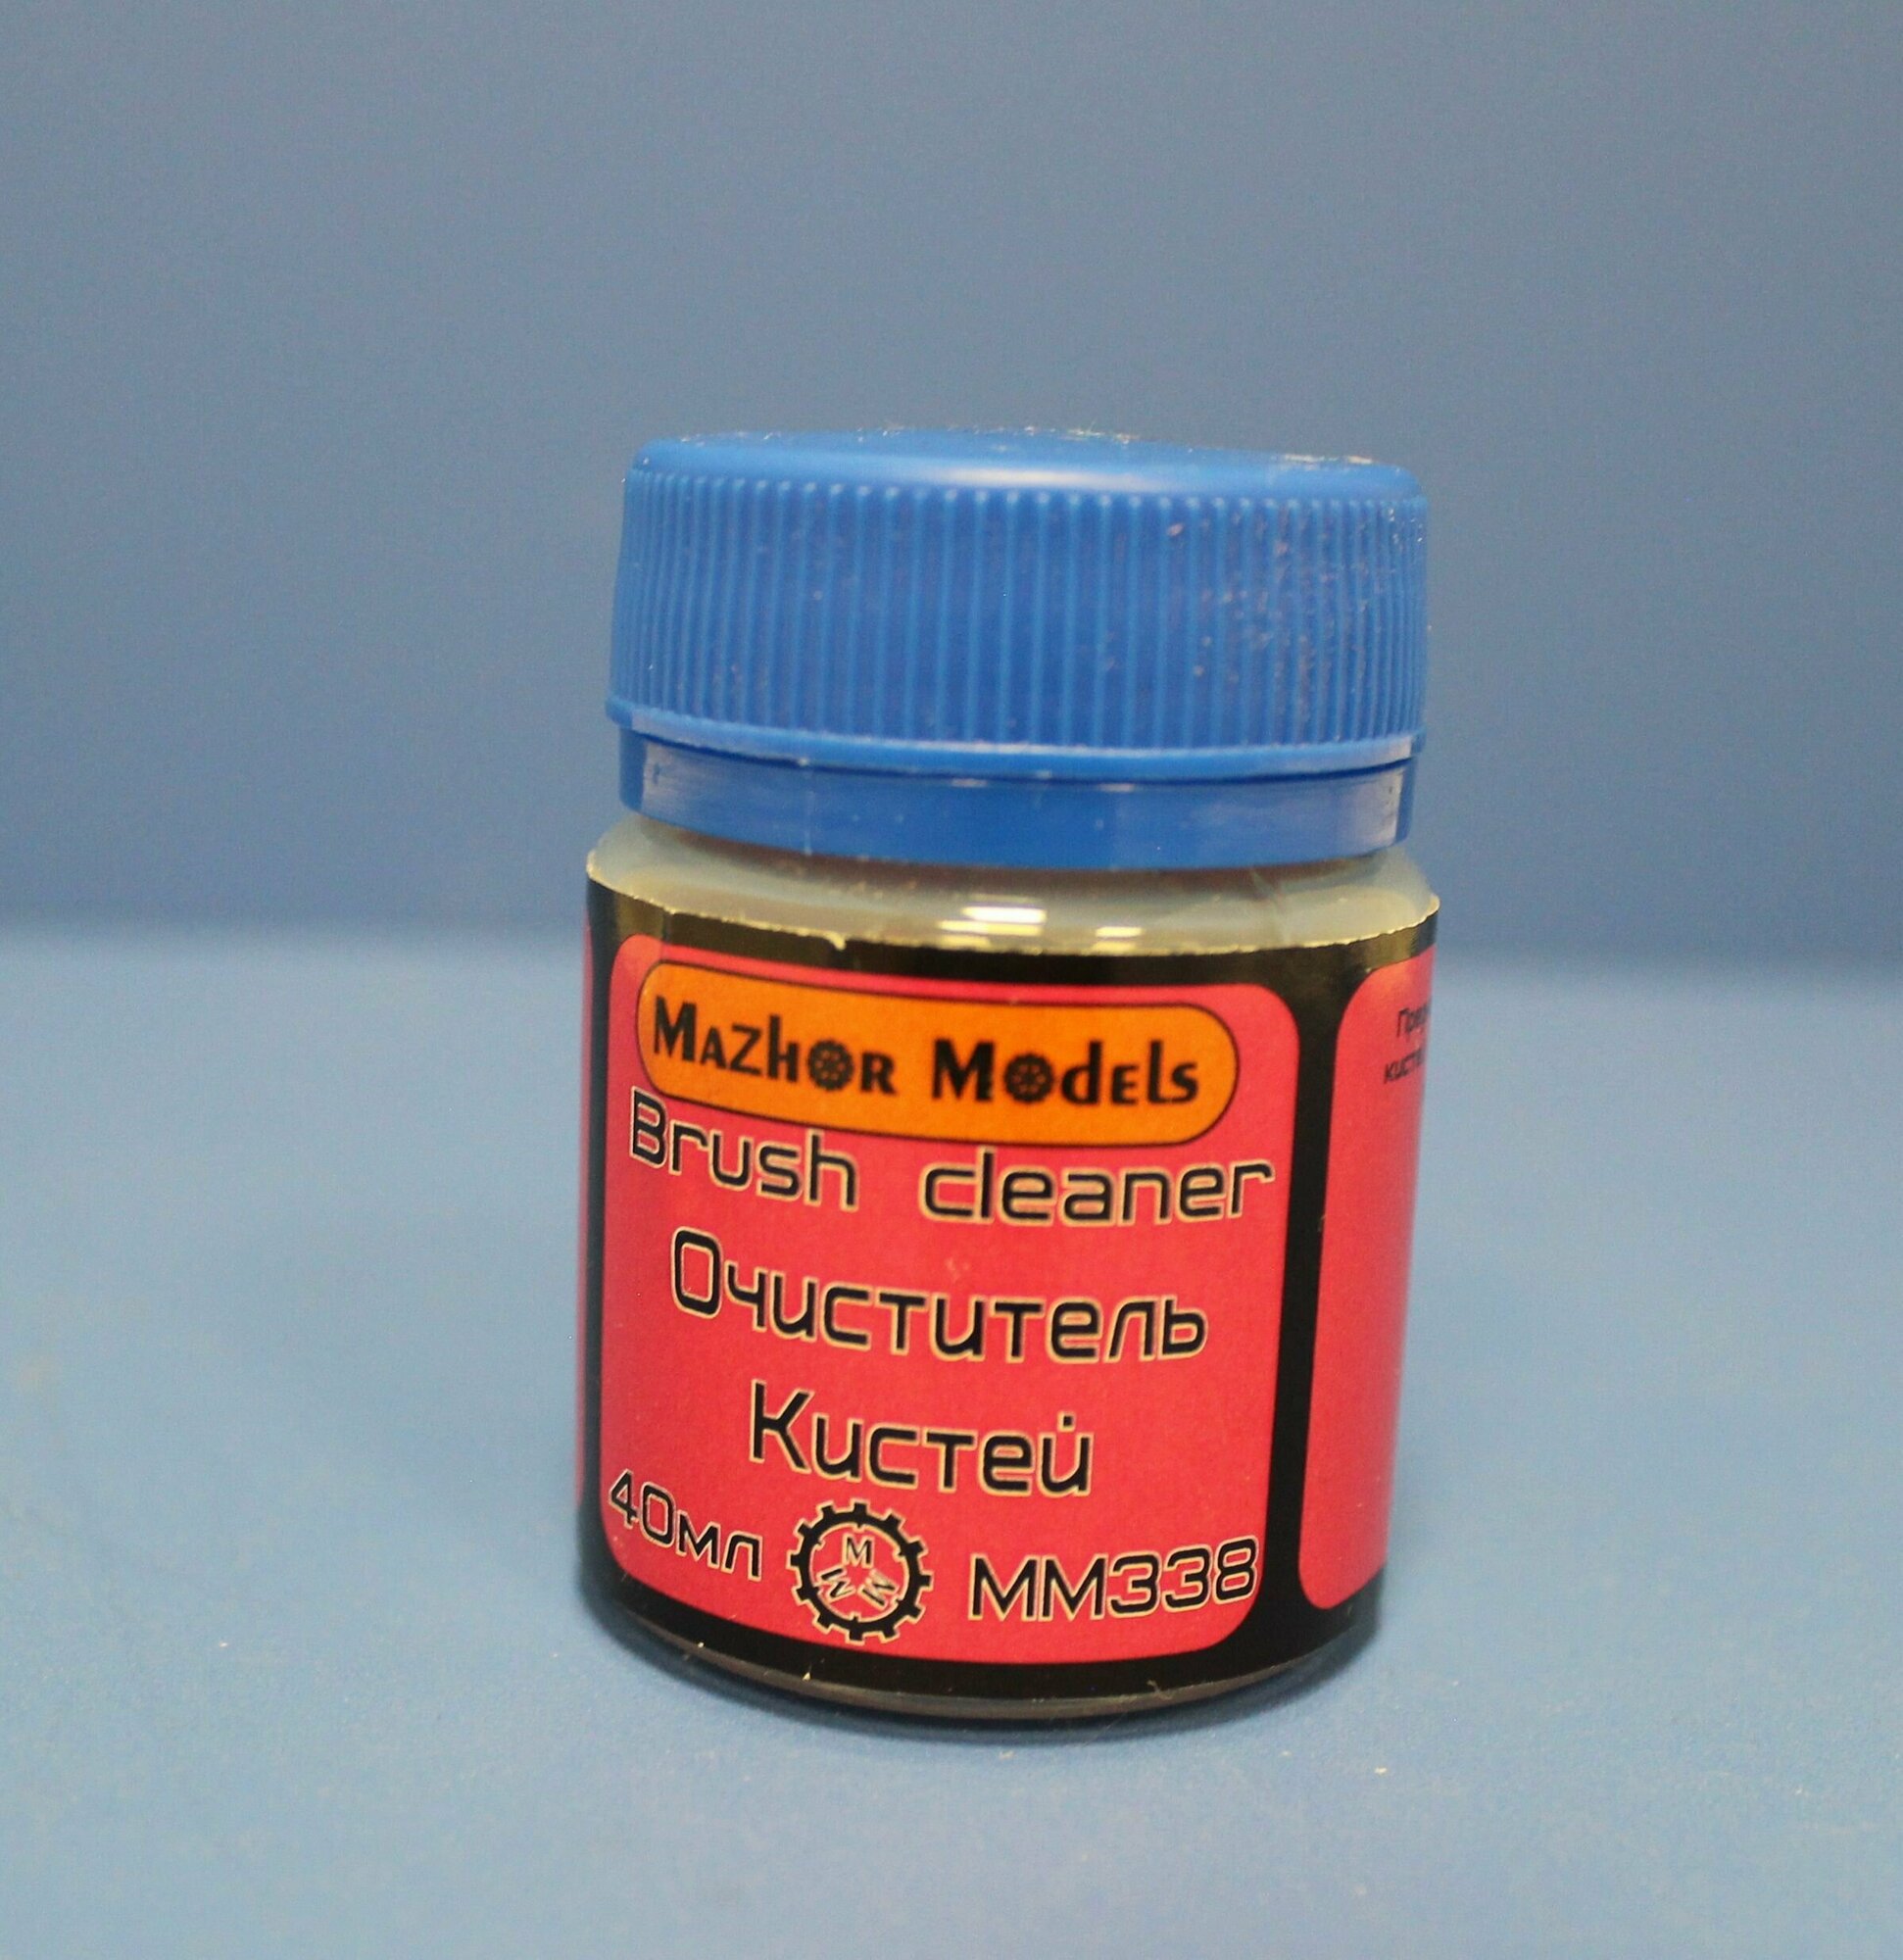 MAZhOR MOdELS
Brush cleaner
Очиститель
Кистей
40мл
M M M
MM338